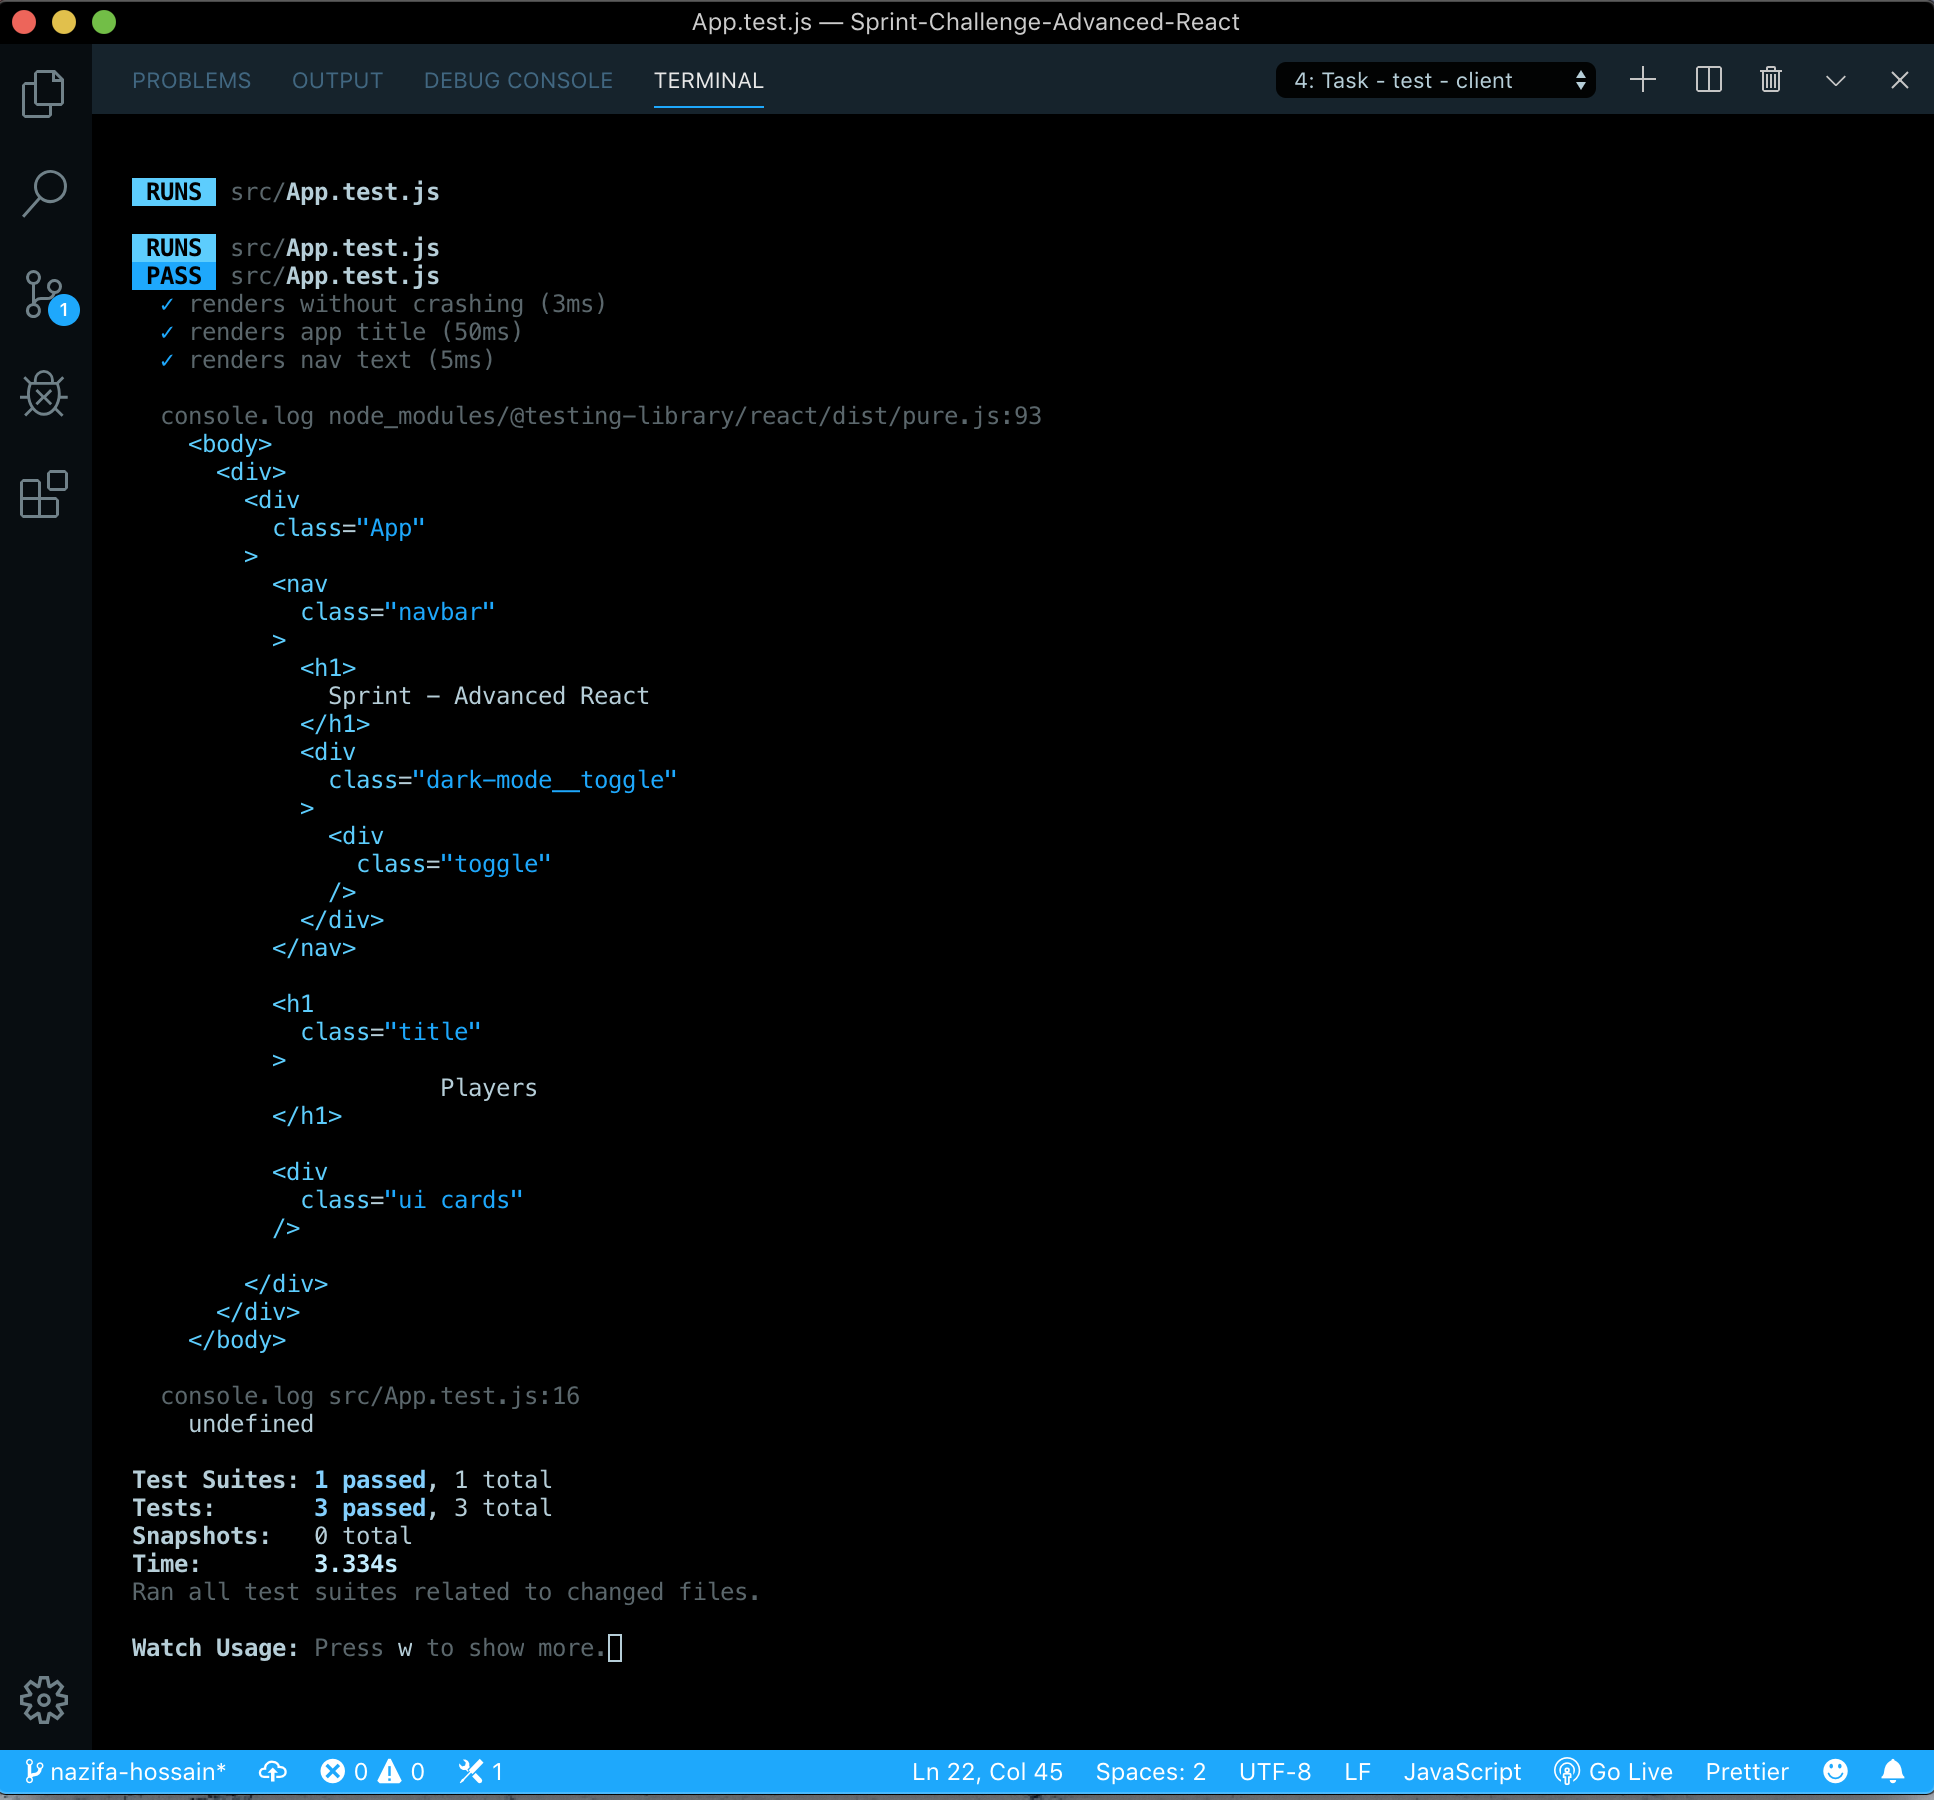 App.test.js — Sprint-Challenge-Advanced-React
PROBLEMS OUTPUT DEBUG CONSOLE TERMINAL 4: Task - test - client
RUNS src/App.test.js
RUNS src/App.test.js
PASS src/App.test.js
✓ renders without crashing (3ms)
✓ renders app title (50ms)
✓ renders nav text (5ms)
console.log node_modules/@testing-library/react/dist/pure.js:93
<body>
<div>
<div
class="App"
>
<nav
class="navbar"
>
<h1>
Sprint - Advanced React
</h1>
<div
class="dark-mode__toggle"
>
<div
class="toggle"
/>
</div>
</nav>
<h1
class="title"
>
Players
</h1>
<div
class="ui cards"
/>
</div>
</div>
</body>
console.log src/App.test.js:16
undefined
Test Suites: 1 passed, 1 total
Tests: 3 passed, 3 total
Snapshots: 0 total
Time: 3.334s
Ran all test suites related to changed files.
Watch Usage: Press w to show more.
1
nazifa-hossain* 0 0 1 Ln 22, Col 45 Spaces: 2 UTF-8 LF JavaScript Go Live Prettier